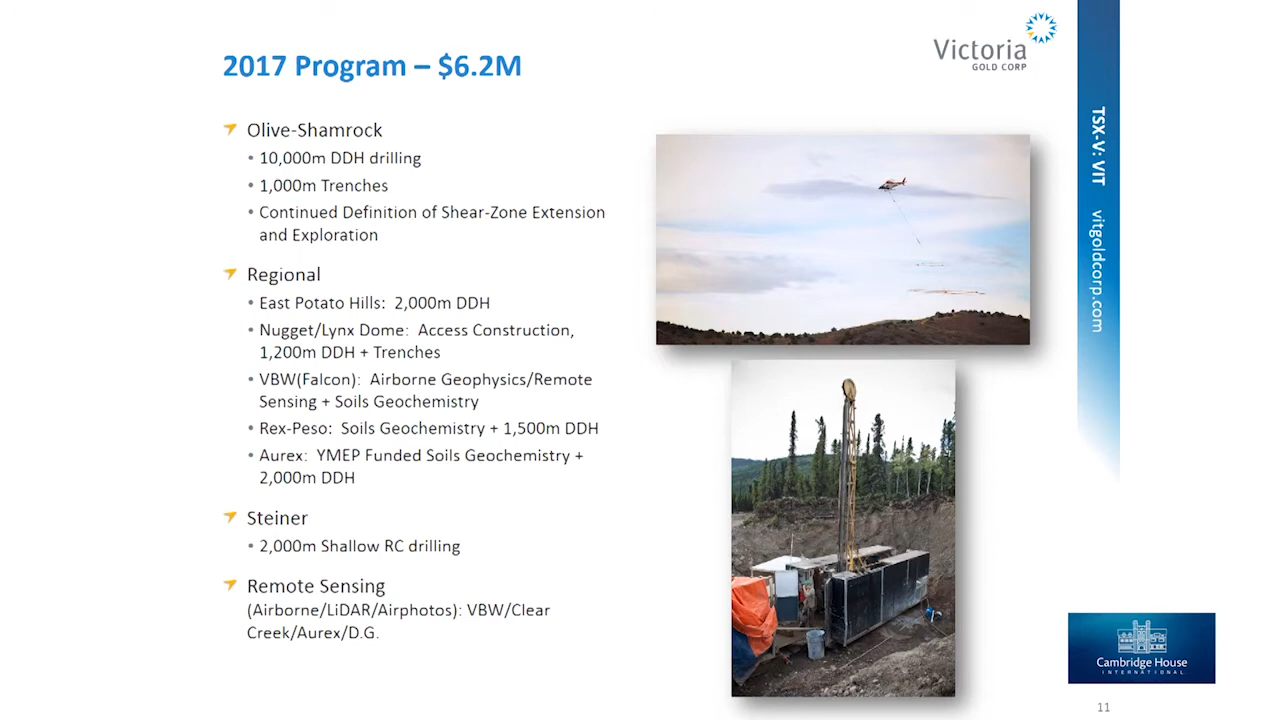 2017 Program – $6.2M
Victoria
GOLD CORP
Olive-Shamrock
• 10,000m DDH drilling
• 1,000m Trenches
• Continued Definition of Shear-Zone Extension
and Exploration
Regional
• East Potato Hills: 2,000m DDH
• Nugget/Lynx Dome: Access Construction,
1,200m DDH + Trenches
• VBW(Falcon): Airborne Geophysics/Remote
Sensing + Soils Geochemistry
• Rex-Peso: Soils Geochemistry + 1,500m DDH
• Aurex: YMEP Funded Soils Geochemistry +
2,000m DDH
Steiner
• 2,000m Shallow RC drilling
Remote Sensing
(Airborne/LiDAR/Airphotos): VBW/Clear
Creek/Aurex/D.G.
TSX-V: VIT vitgoldcorp.com
Cambridge House
INTERNATIONAL
11